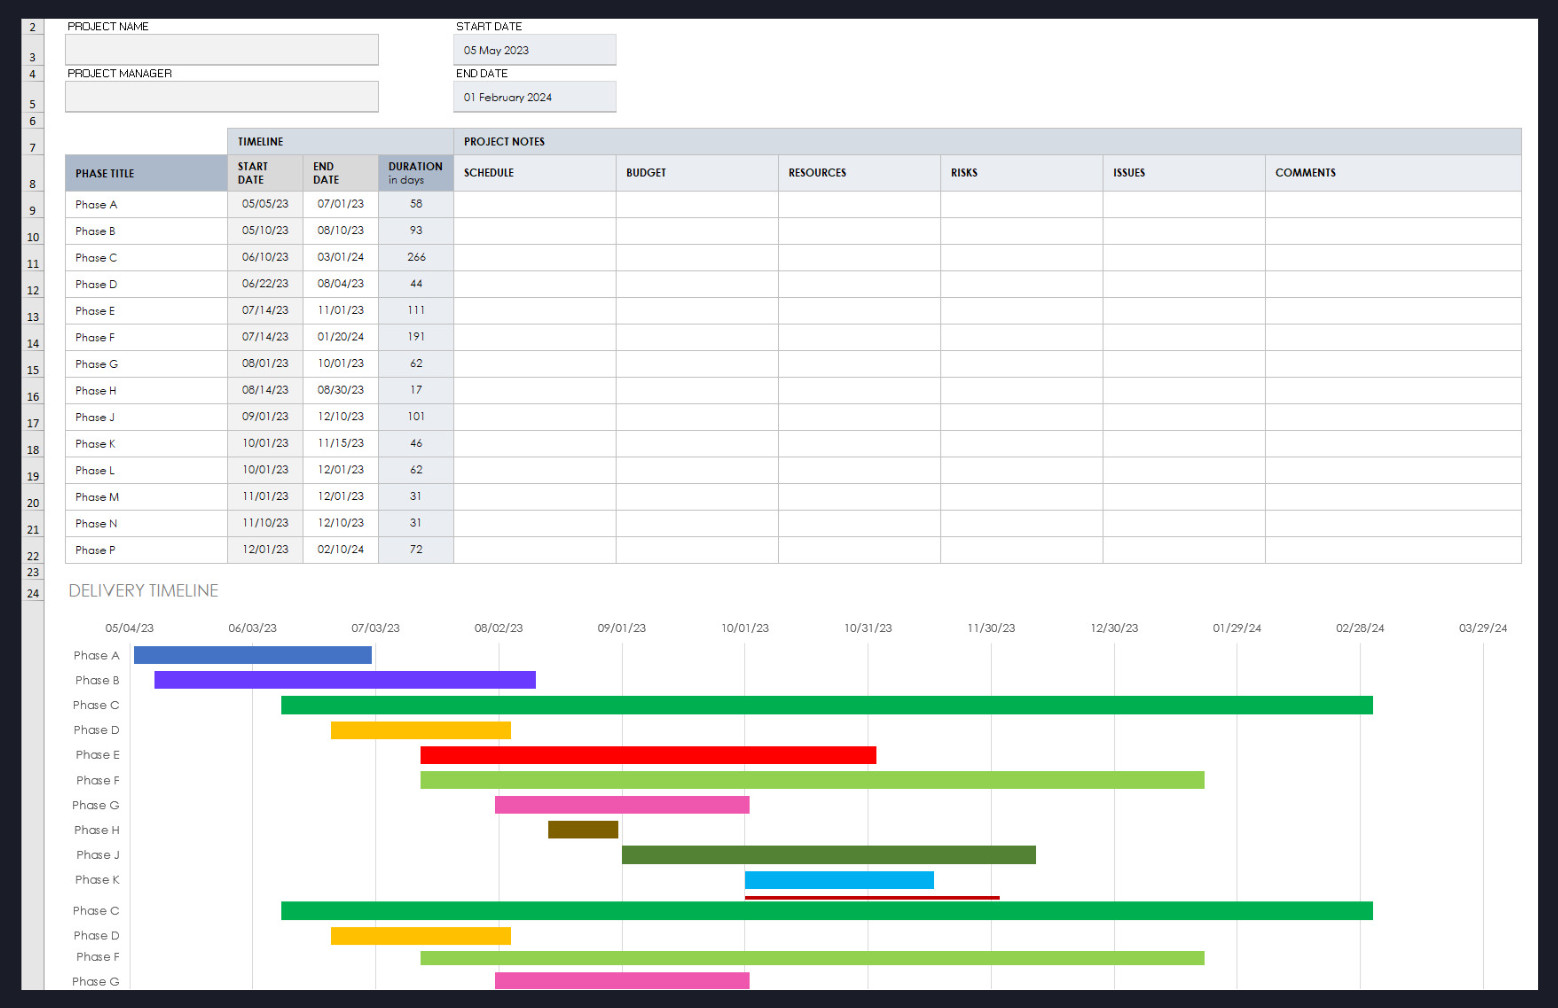 2 PROJECT NAME START DATE
3 05 May 2023
4 PROJECT MANAGER END DATE
5 01 February 2024
6
7 TIMELINE PROJECT NOTES
8 PHASE TITLE START DATE END DATE DURATION in days SCHEDULE BUDGET RESOURCES RISKS ISSUES COMMENTS
9 Phase A 05/05/23 07/01/23 58
10 Phase B 05/10/23 08/10/23 93
11 Phase C 06/10/23 03/01/24 266
12 Phase D 06/22/23 08/04/23 44
13 Phase E 07/14/23 11/01/23 111
14 Phase F 07/14/23 01/20/24 191
15 Phase G 08/01/23 10/01/23 62
16 Phase H 08/14/23 08/30/23 17
17 Phase J 09/01/23 12/10/23 101
18 Phase K 10/01/23 11/15/23 46
19 Phase L 10/01/23 12/01/23 62
20 Phase M 11/01/23 12/01/23 31
21 Phase N 11/10/23 12/10/23 31
22 Phase P 12/01/23 02/10/24 72
23
24 DELIVERY TIMELINE
05/04/23 06/03/23 07/03/23 08/02/23 09/01/23 10/01/23 10/31/23 11/30/23 12/30/23 01/29/24 02/28/24 03/29/24
Phase A
Phase B
Phase C
Phase D
Phase E
Phase F
Phase G
Phase H
Phase J
Phase K
Phase C
Phase D
Phase F
Phase G